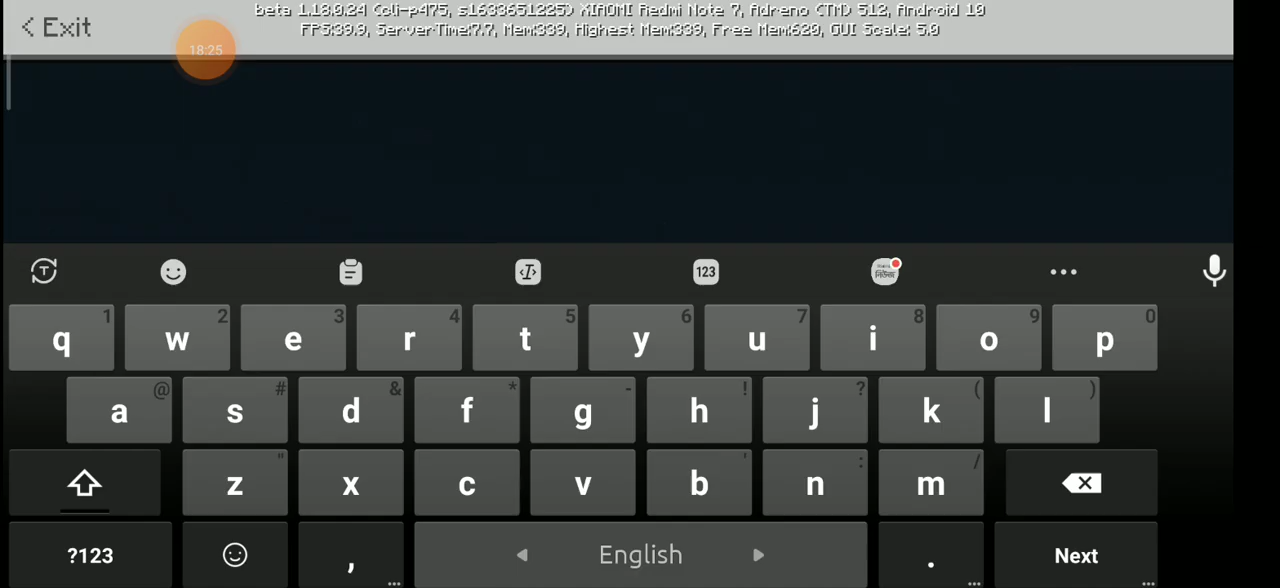 beta 1.18.0.24 (oli-p475, s1633651225) XIAOMI Redmi Note 7, Adreno (TM) 512, Android 10
FPS:39.9, ServerTime:7.7, Mem:339, Highest Mem:339, Free Mem:620, GUI Scale: 5.0
< Exit
18:25
123
q 1 w 2 e 3 r 4 t 5 y 6 u 7 i 8 o 9 p 0
a @ s # d & f * g - h ! j ? k ( l )
z " x c v b ' n : m /
?123 , English . Next